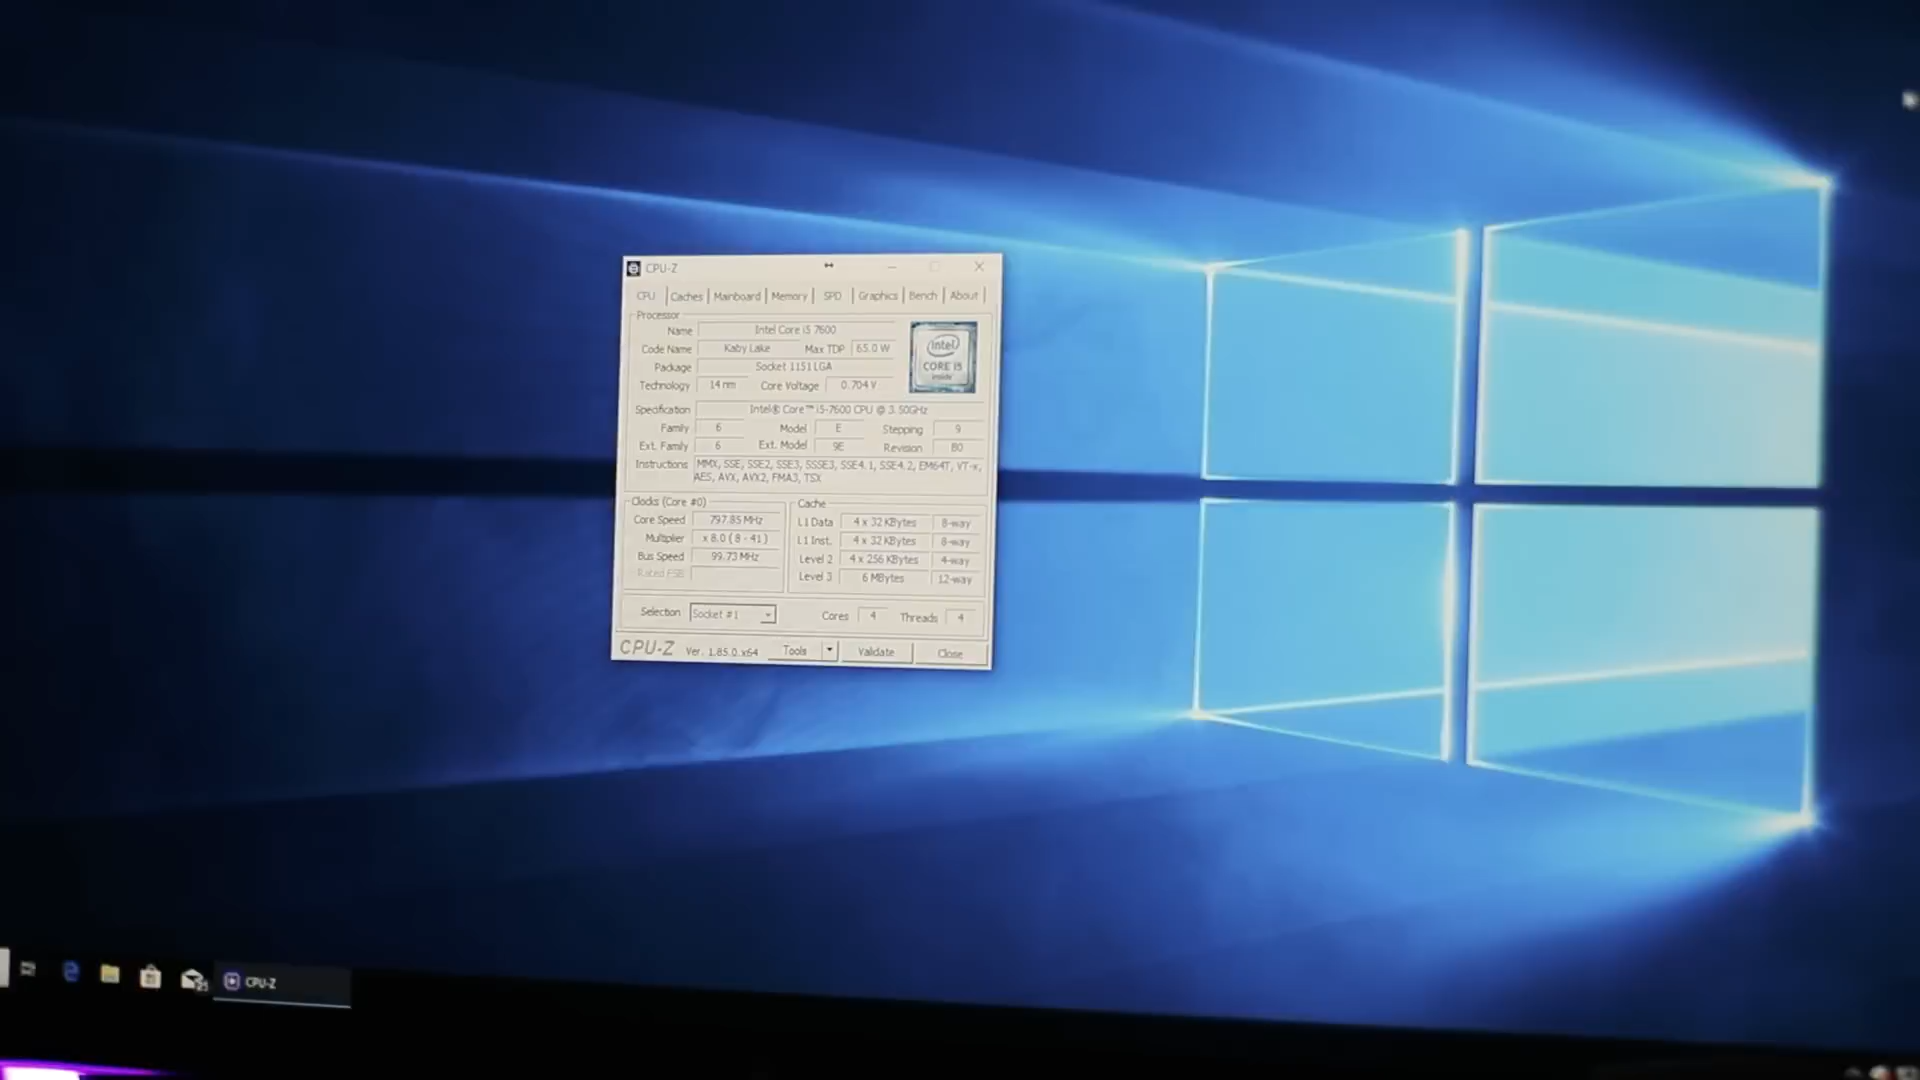 CPU-Z
CPU Caches Mainboard Memory SPD Graphics Bench About
Processor
Name Intel Core i5 7600
Code Name Kaby Lake Max TDP 65.0 W
Package Socket 1151 LGA
Technology 14 nm Core Voltage 0.704 V
intel CORE i5 inside
Specification Intel® Core™ i5-7600 CPU @ 3.50GHz
Family 6 Model E Stepping 9
Ext. Family 6 Ext. Model 9E Revision B0
Instructions MMX, SSE, SSE2, SSE3, SSSE3, SSE4.1, SSE4.2, EM64T, VT-x,
AES, AVX, AVX2, FMA3, TSX
Clocks (Core #0)
Core Speed 797.85 MHz
Multiplier x 8.0 ( 8 - 41 )
Bus Speed 99.73 MHz
Rated FSB
Cache
L1 Data 4 x 32 KBytes 8-way
L1 Inst. 4 x 32 KBytes 8-way
Level 2 4 x 256 KBytes 4-way
Level 3 6 MBytes 12-way
Selection Socket #1 Cores 4 Threads 4
CPU-Z Ver. 1.85.0.x64 Tools Validate Close
CPU-Z